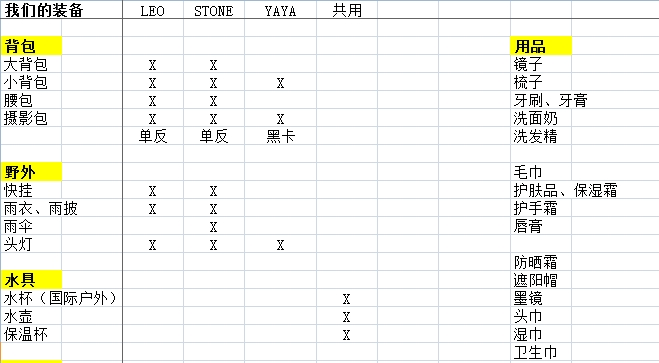 我们的装备 LEO STONE YAYA 共用
背包 用品
大背包 X X 镜子
小背包 X X X 梳子
腰包 X X 牙刷、牙膏
摄影包 X X X 洗面奶
单反 单反 黑卡 洗发精
野外 毛巾
快挂 X X 护肤品、保湿霜
雨衣、雨披 X X 护手霜
雨伞 X 唇膏
头灯 X X X
防晒霜
水具 遮阳帽
水杯（国际户外） X 墨镜
水壶 X 头巾
保温杯 X 湿巾
卫生巾